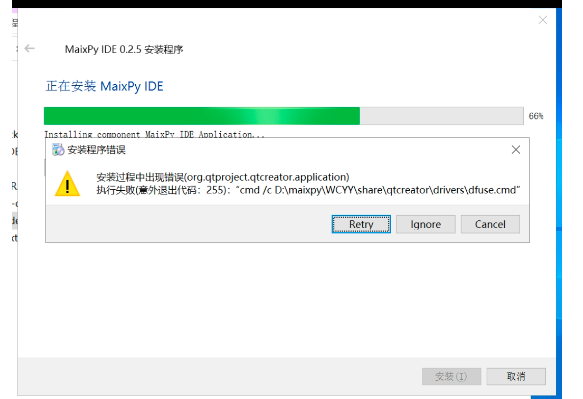 MaixPy IDE 0.2.5 安装程序
正在安装 MaixPy IDE
66%
Installing component MaixPy IDE Application...
安装程序错误
安装过程中出现错误(org.qtproject.qtcreator.application)
执行失败(意外退出代码：255)："cmd /c D:\maixpy\WCYY\share\qtcreator\drivers\dfuse.cmd"
Retry
Ignore
Cancel
安装(I)
取消